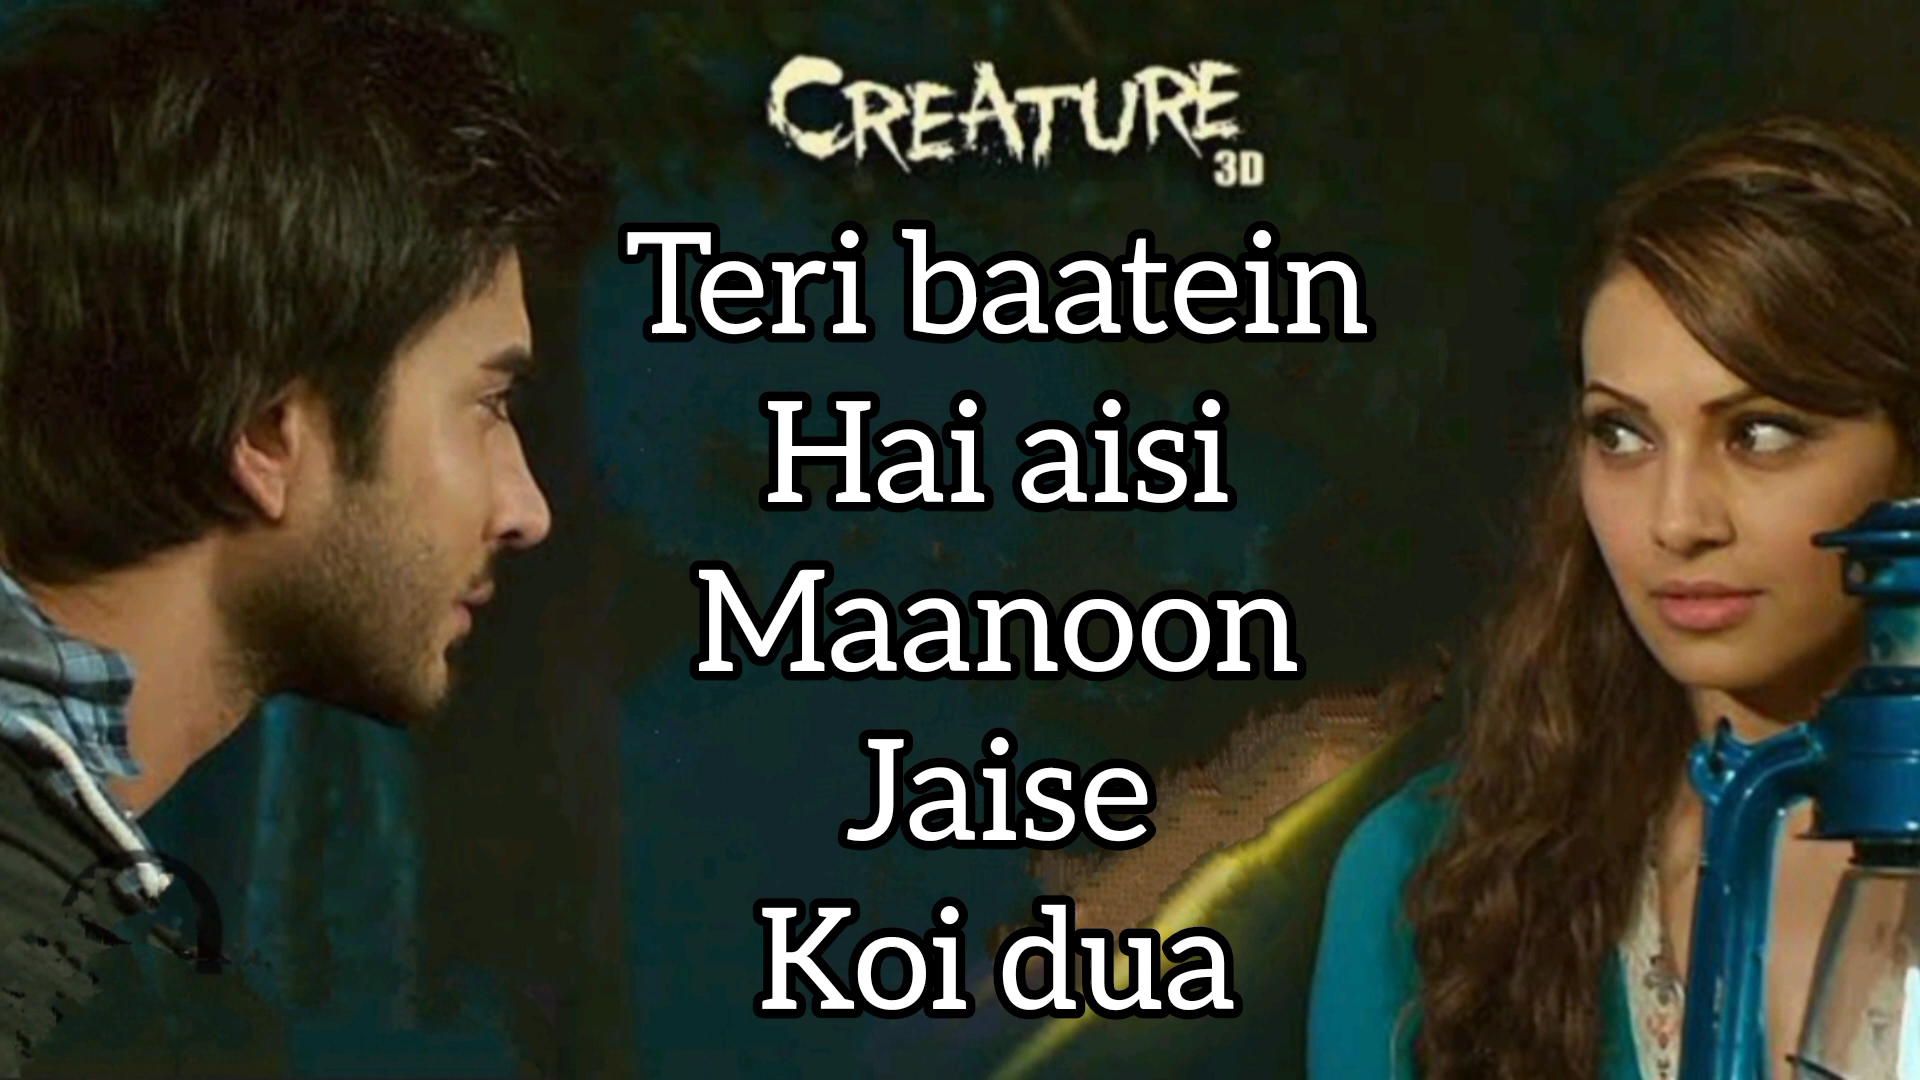 CREATURE
3D
Teri baatein
Hai aisi
Maanoon
Jaise
Koi dua